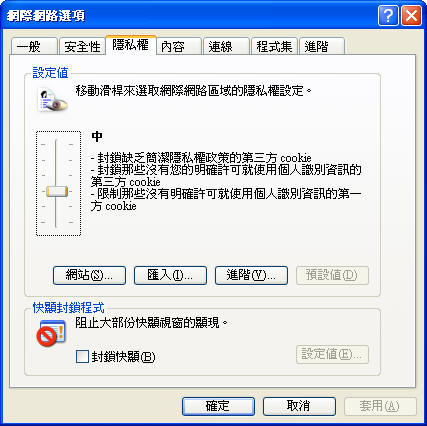 網際網路選項
一般 安全性 隱私權 內容 連線 程式集 進階
設定值
移動滑桿來選取網際網路區域的隱私權設定。
中
- 封鎖缺乏簡潔隱私權政策的第三方 cookie
- 封鎖那些沒有您的明確許可就使用個人識別資訊的
第三方 cookie
- 限制那些沒有明確許可就使用個人識別資訊的第一
方 cookie
網站(S)... 匯入(I)... 進階(V)... 預設值(D)
快顯封鎖程式
阻止大部份快顯視窗的顯現。
封鎖快顯(B) 設定值(E)...
確定 取消 套用(A)